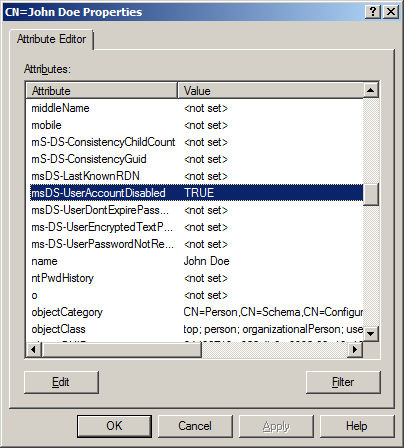 CN=John Doe Properties
Attribute Editor
Attributes:
Attribute Value
middleName <not set>
mobile <not set>
mS-DS-ConsistencyChildCount <not set>
mS-DS-ConsistencyGuid <not set>
msDS-LastKnownRDN <not set>
msDS-UserAccountDisabled TRUE
msDS-UserDontExpirePass... <not set>
ms-DS-UserEncryptedTextP... <not set>
ms-DS-UserPasswordNotRe... <not set>
name John Doe
ntPwdHistory <not set>
o <not set>
objectCategory CN=Person,CN=Schema,CN=Configur
objectClass top; person; organizationalPerson; use
Edit Filter
OK Cancel Apply Help